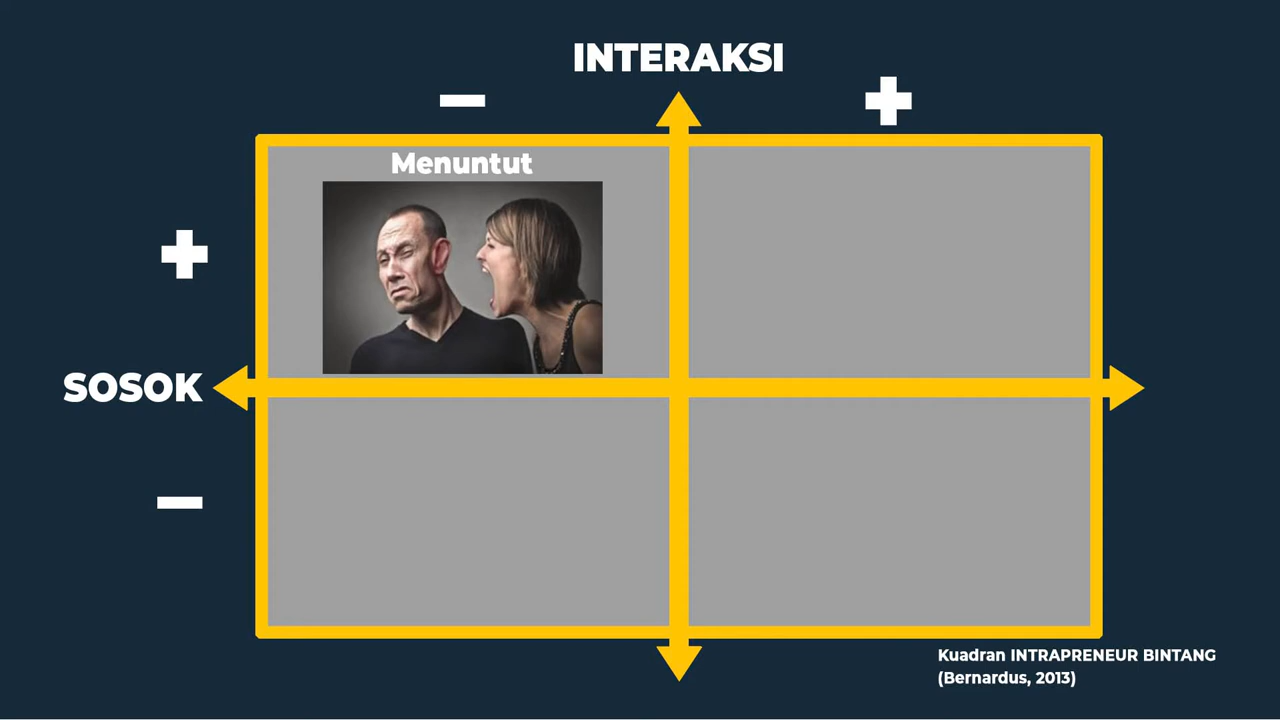 INTERAKSI
− +
Menuntut
+
SOSOK
−
Kuadran INTRAPRENEUR BINTANG
(Bernardus, 2013)